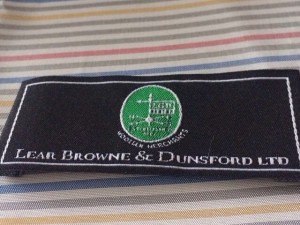 WOOLLEN MERCHANTS
LEAR BROWNE & DUNSFORD LTD